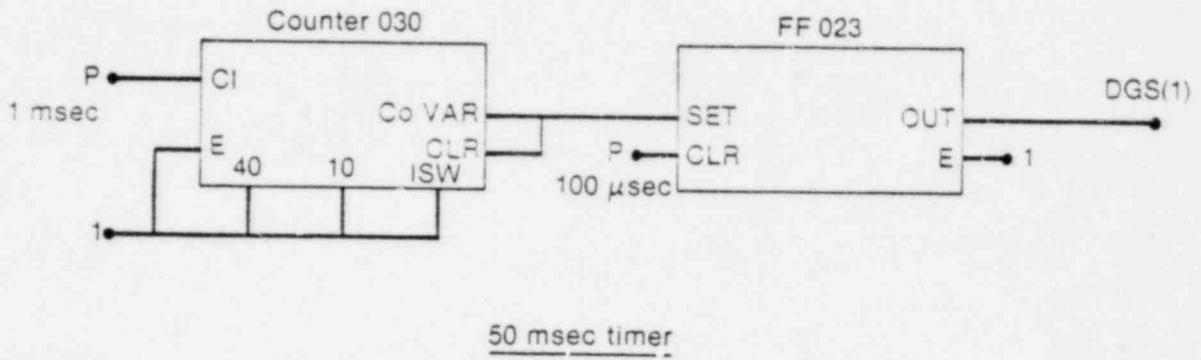 Counter 030
FF 023
P
1 msec
CI
E
40
10
ISW
Co VAR
CLR
1
SET
P
CLR
100 μsec
OUT
E
1
DGS(1)
50 msec timer